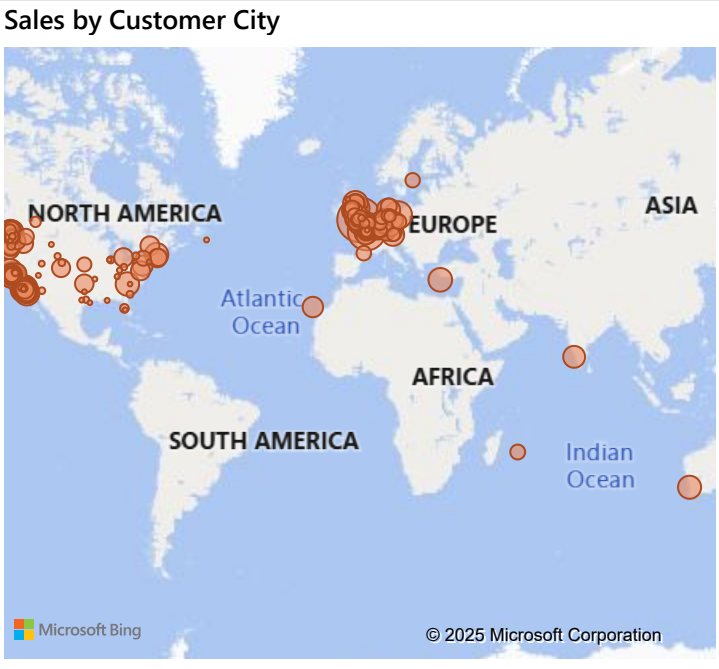 Sales by Customer City
NORTH AMERICA
EUROPE
ASIA
Atlantic
Ocean
AFRICA
SOUTH AMERICA
Indian
Ocean
Microsoft Bing
© 2025 Microsoft Corporation